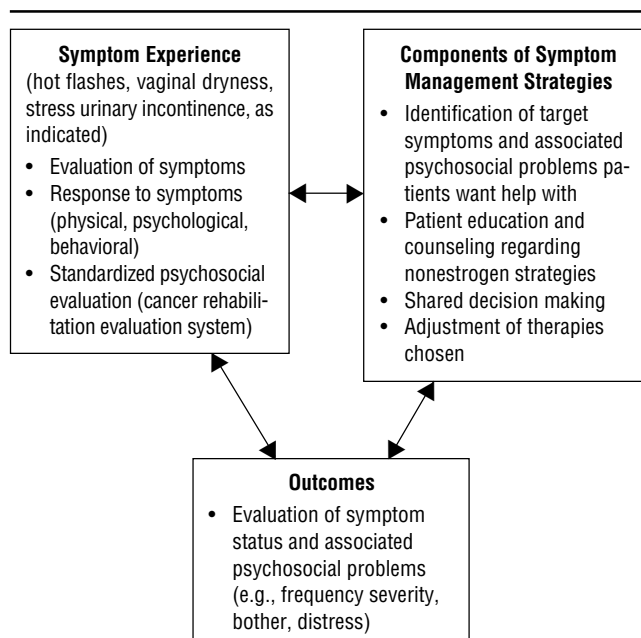 Symptom Experience
(hot flashes, vaginal dryness,
stress urinary incontinence, as
indicated)
• Evaluation of symptoms
• Response to symptoms
(physical, psychological,
behavioral)
• Standardized psychosocial
evaluation (cancer rehabili-
tation evaluation system)
Components of Symptom
Management Strategies
• Identification of target
symptoms and associated
psychosocial problems pa-
tients want help with
• Patient education and
counseling regarding
nonestrogen strategies
• Shared decision making
• Adjustment of therapies
chosen
Outcomes
• Evaluation of symptom
status and associated
psychosocial problems
(e.g., frequency severity,
bother, distress)